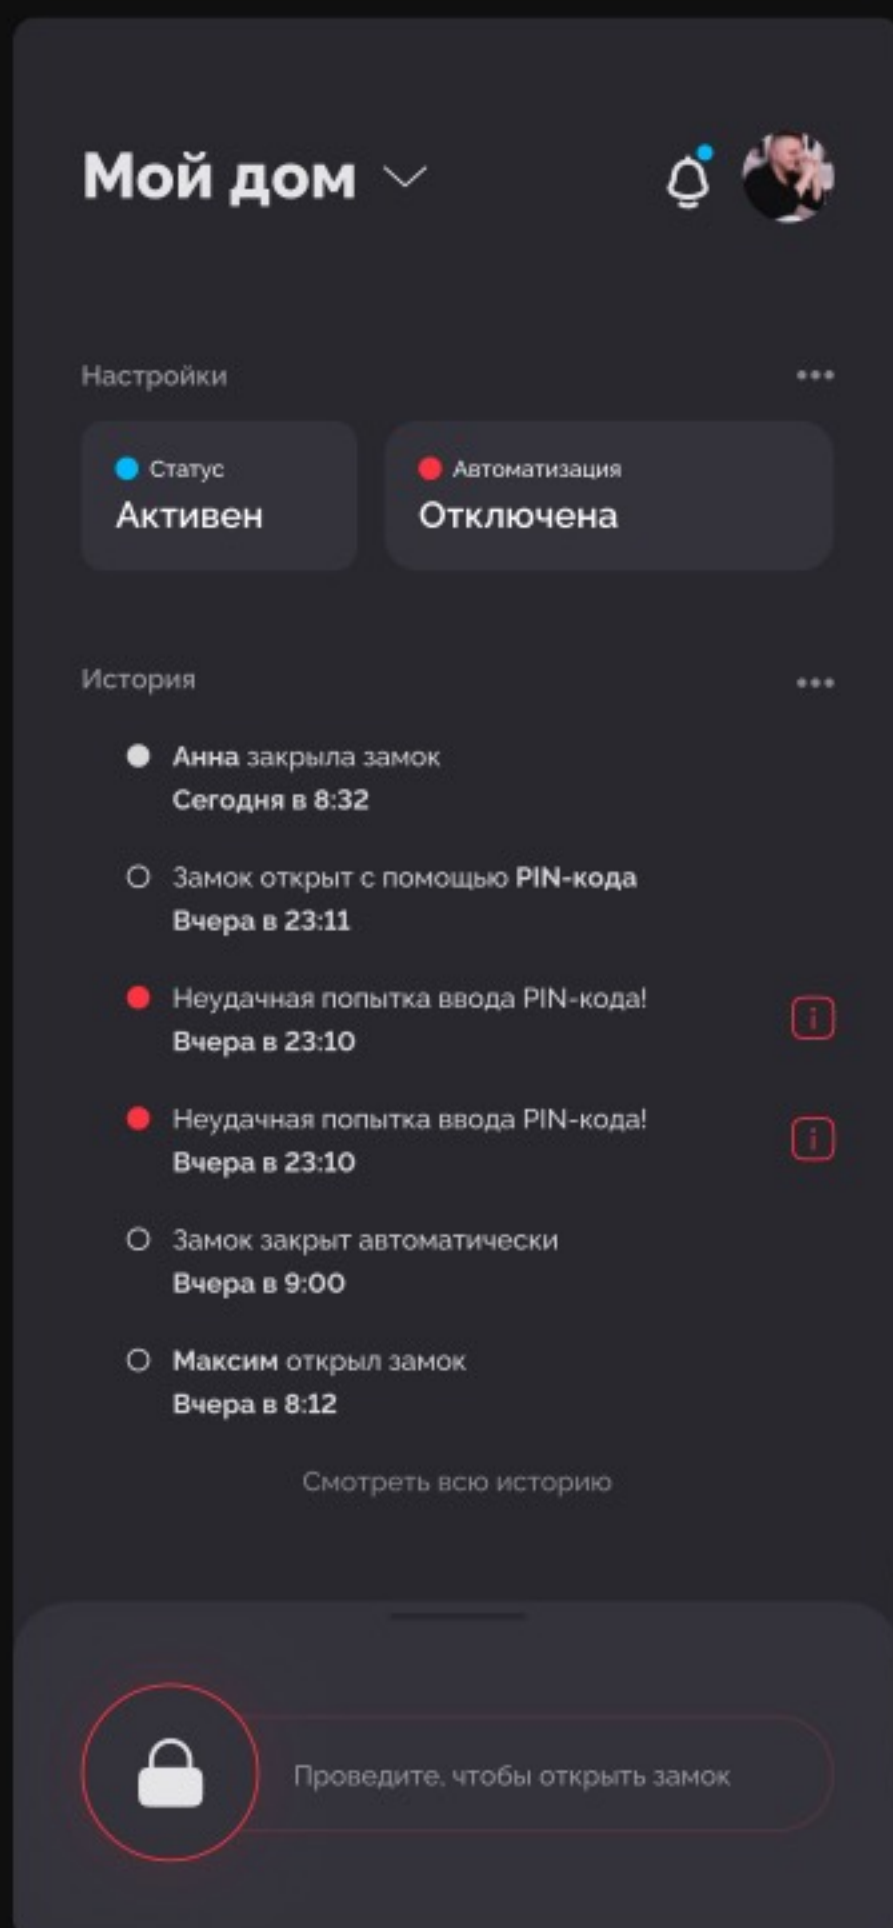 Мой дом
Настройки
Статус
Активен
Автоматизация
Отключена
История
Анна закрыла замок
Сегодня в 8:32
Замок открыт с помощью PIN-кода
Вчера в 23:11
Неудачная попытка ввода PIN-кода!
Вчера в 23:10
Неудачная попытка ввода PIN-кода!
Вчера в 23:10
Замок закрыт автоматически
Вчера в 9:00
Максим открыл замок
Вчера в 8:12
Смотреть всю историю
Проведите, чтобы открыть замок